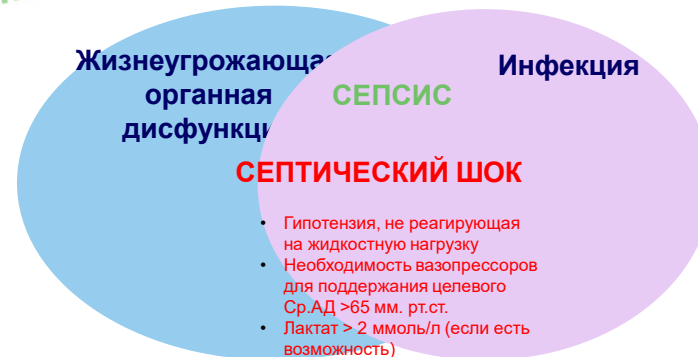 Жизнеугрожающа
органная
дисфункци
Инфекция
СЕПСИС
СЕПТИЧЕСКИЙ ШОК
• Гипотензия, не реагирующая
на жидкостную нагрузку
• Необходимость вазопрессоров
для поддержания целевого
Ср.АД >65 мм. рт.ст.
• Лактат > 2 ммоль/л (если есть
возможность)